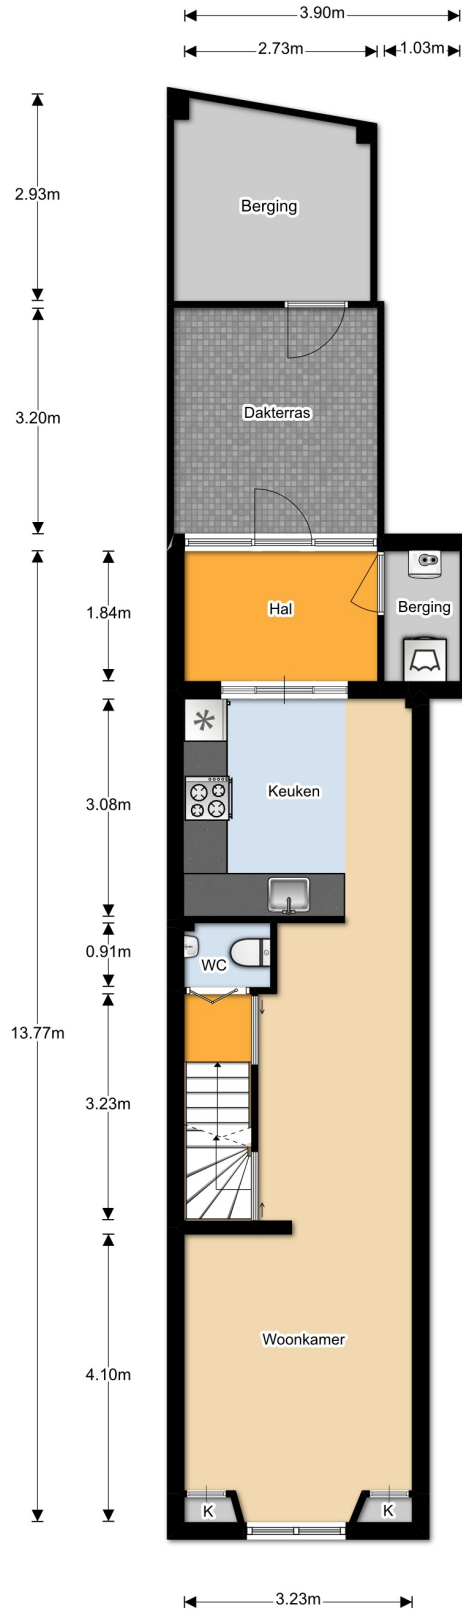 3.90m
2.73m
1.03m
2.93m
Berging
3.20m
Dakterras
1.84m
Hal
Berging
3.08m
Keuken
0.91m
WC
13.77m
3.23m
Woonkamer
4.10m
K
K
3.23m